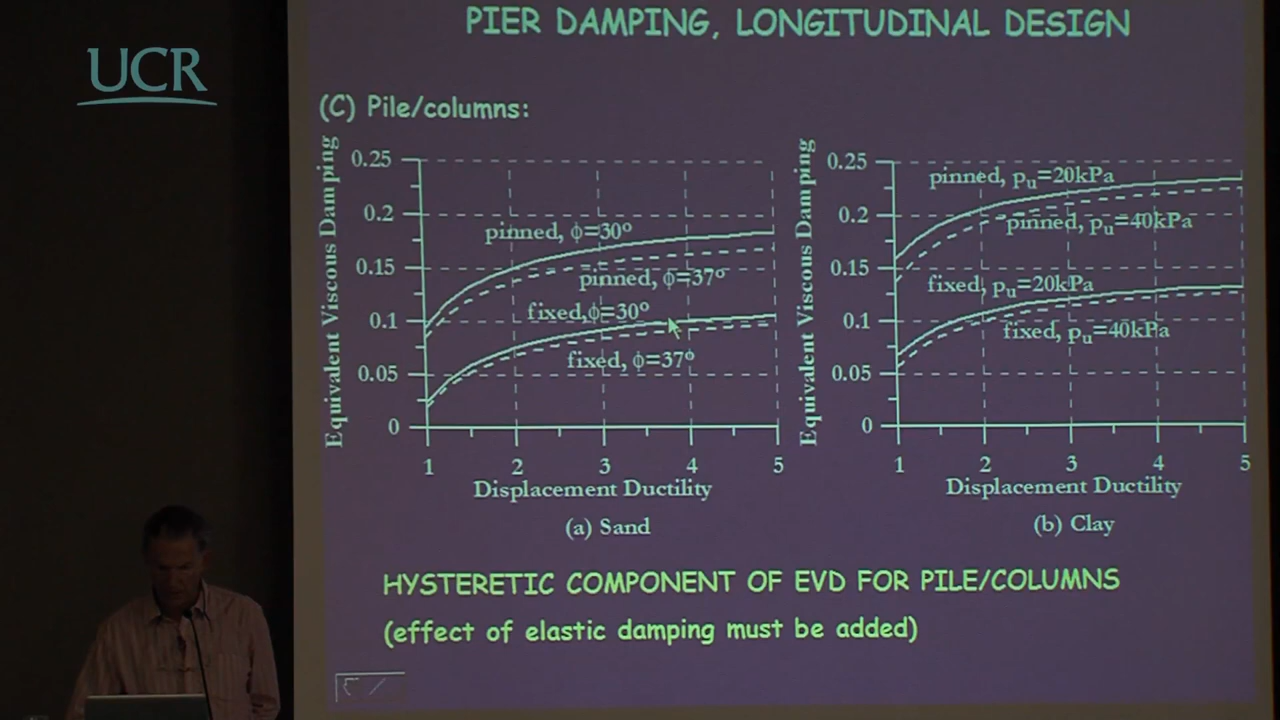 PIER DAMPING, LONGITUDINAL DESIGN
UCR
(C) Pile/columns:
Equivalent Viscous Damping
0.25
0.2
0.15
0.1
0.05
0
pinned, ϕ=30º
pinned, ϕ=37º
fixed,ϕ=30º
fixed, ϕ=37º
1 2 3 4 5
Displacement Ductility
(a) Sand
Equivalent Viscous Damping
0.25
0.2
0.15
0.1
0.05
0
pinned, pu=20kPa
pinned, pu=40kPa
fixed, pu=20kPa
fixed, pu=40kPa
1 2 3 4 5
Displacement Ductility
(b) Clay
HYSTERETIC COMPONENT OF EVD FOR PILE/COLUMNS
(effect of elastic damping must be added)